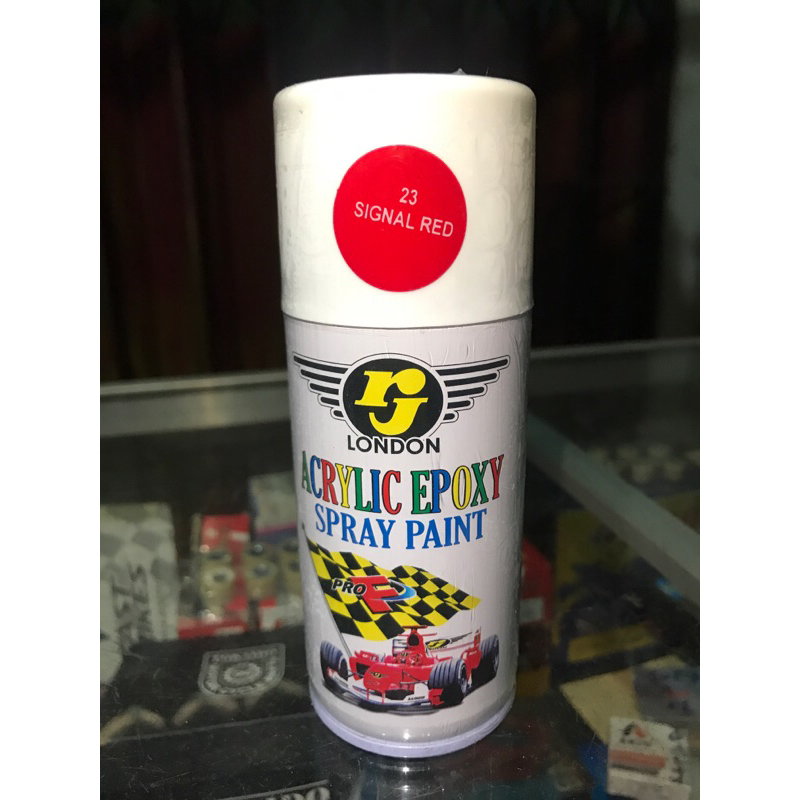 23
SIGNAL RED
rj
LONDON
ACRYLIC EPOXY
SPRAY PAINT
PRO